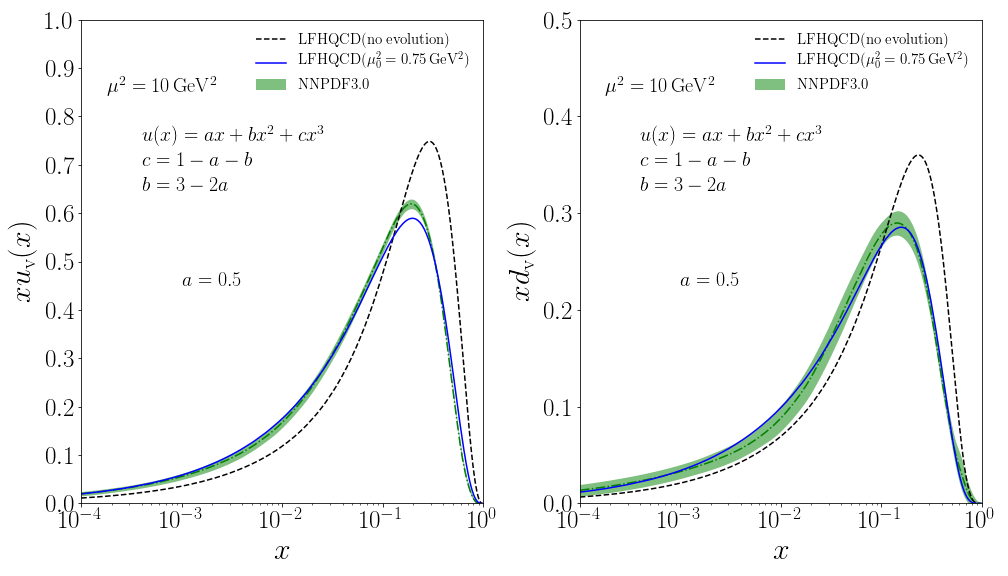 LFHQCD(no evolution)
LFHQCD(μ₀² = 0.75 GeV²)
NNPDF3.0
μ² = 10 GeV²
u(x) = ax + bx² + cx³
c = 1 − a − b
b = 3 − 2a
a = 0.5
xu_V(x)
1.0
0.9
0.8
0.7
0.6
0.5
0.4
0.3
0.2
0.1
0.0
10⁻⁴ 10⁻³ 10⁻² 10⁻¹ 10⁰
x
LFHQCD(no evolution)
LFHQCD(μ₀² = 0.75 GeV²)
NNPDF3.0
μ² = 10 GeV²
u(x) = ax + bx² + cx³
c = 1 − a − b
b = 3 − 2a
a = 0.5
xd_V(x)
0.5
0.4
0.3
0.2
0.1
0.0
10⁻⁴ 10⁻³ 10⁻² 10⁻¹ 10⁰
x